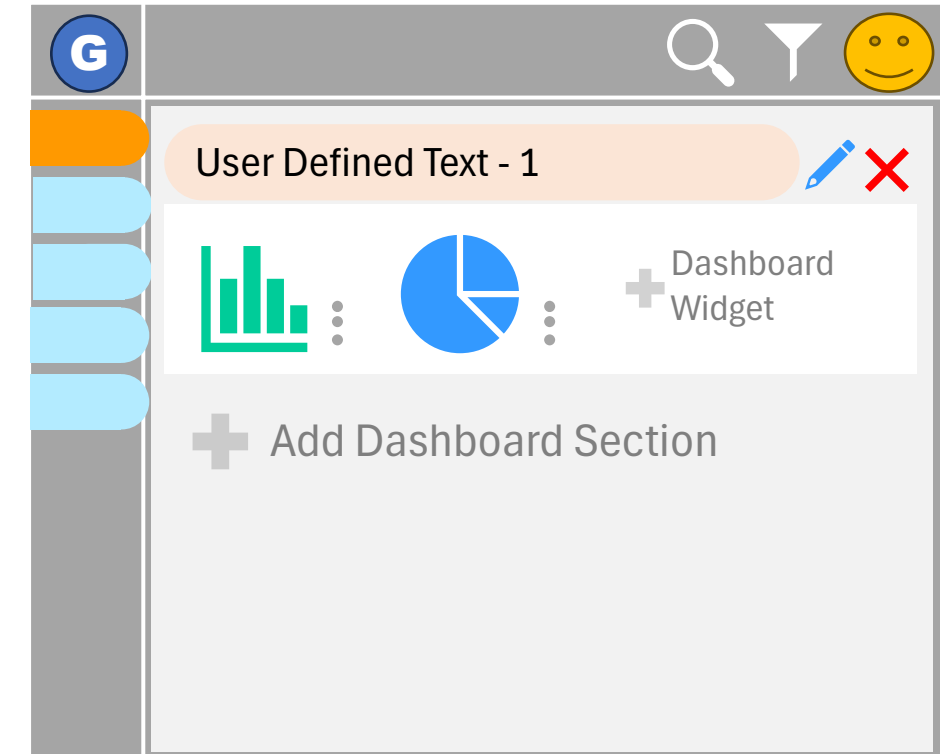 G
User Defined Text - 1
Dashboard
Widget
Add Dashboard Section